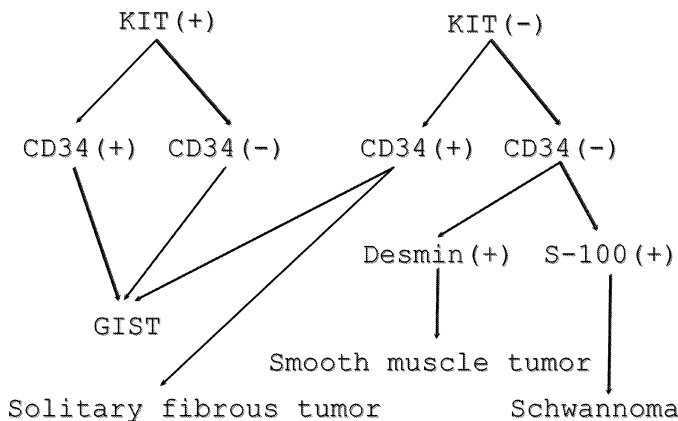 KIT(+) KIT(-)
CD34(+) CD34(-) CD34(+) CD34(-)
Desmin(+) S-100(+)
GIST
Smooth muscle tumor
Solitary fibrous tumor Schwannoma